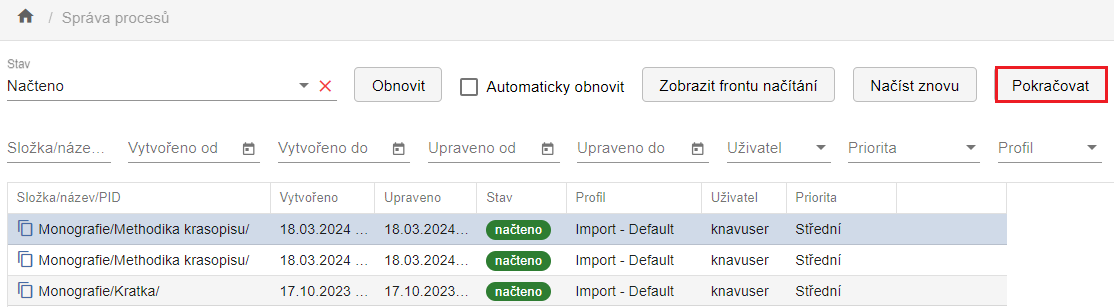 / Správa procesů
Stav
Načteno
Obnovit
Automaticky obnovit
Zobrazit frontu načítání
Načíst znovu
Pokračovat
Složka/náze... Vytvořeno od Vytvořeno do Upraveno od Upraveno do Uživatel Priorita Profil
Složka/název/PID Vytvořeno Upraveno Stav Profil Uživatel Priorita
Monografie/Methodika krasopisu/ 18.03.2024 ... 18.03.2024... načteno Import - Default knavuser Střední
Monografie/Methodika krasopisu/ 18.03.2024 ... 18.03.2024... načteno Import - Default knavuser Střední
Monografie/Kratka/ 17.10.2023 ... 17.10.2023... načteno Import - Default knavuser Střední